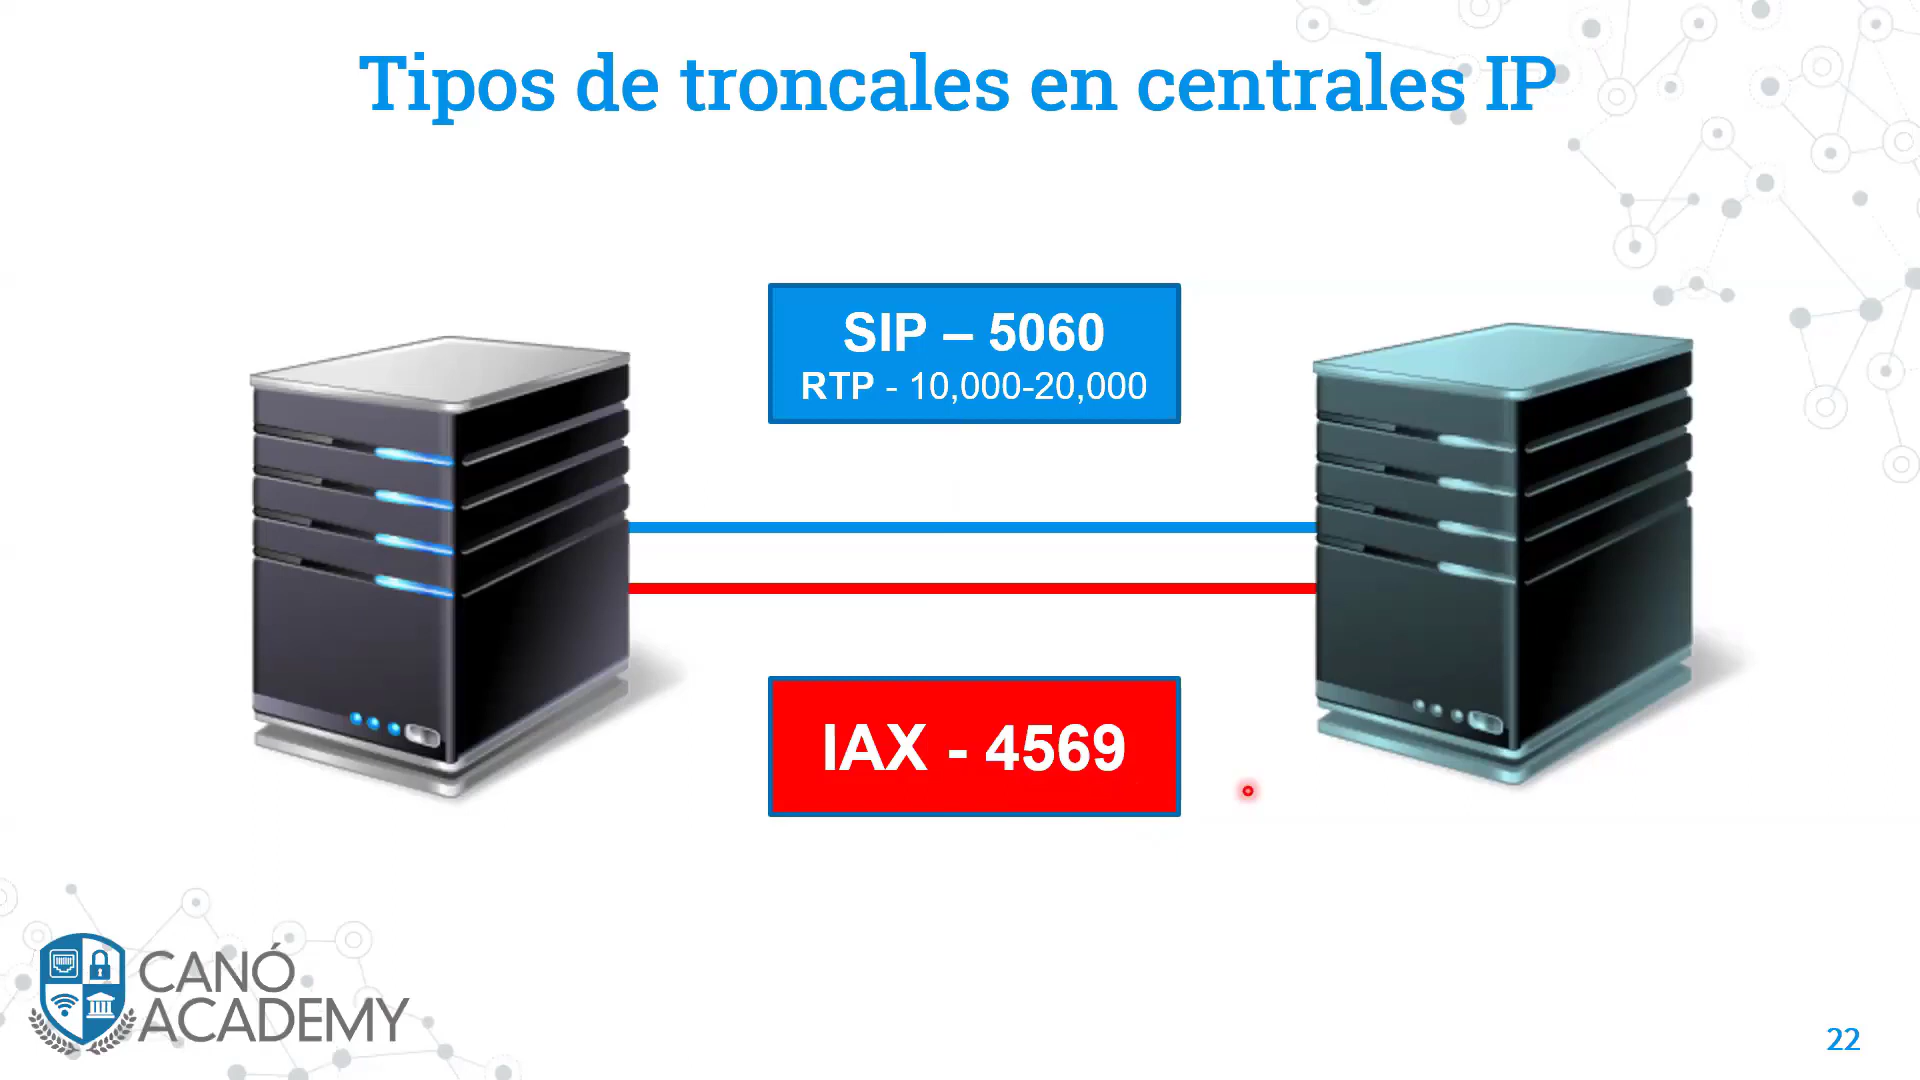 Tipos de troncales en centrales IP
SIP – 5060
RTP - 10,000-20,000
IAX - 4569
CANÓ
ACADEMY
22